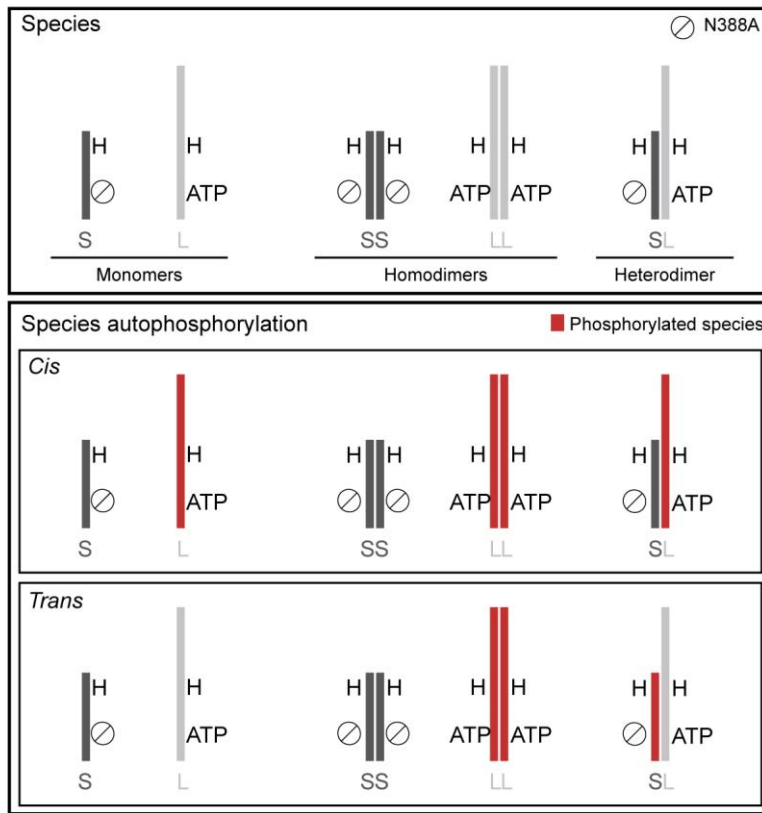 Species
N388A
H H H H H H H H
ATP ATP ATP ATP
S L SS LL SL
Monomers Homodimers Heterodimer
Species autophosphorylation
Phosphorylated species
Cis
H H H H H H H H
ATP ATP ATP ATP
S L SS LL SL
Trans
H H H H H H H H
ATP ATP ATP ATP
S L SS LL SL